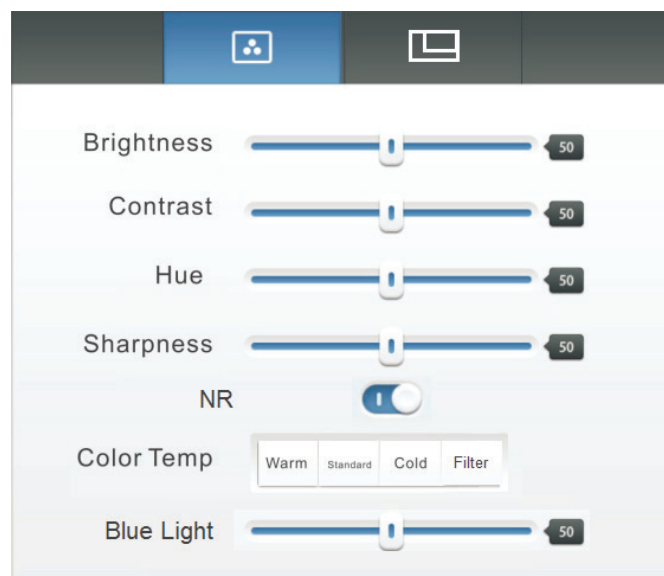 Brightness 50
Contrast 50
Hue 50
Sharpness 50
NR
Color Temp Warm Standard Cold Filter
Blue Light 50